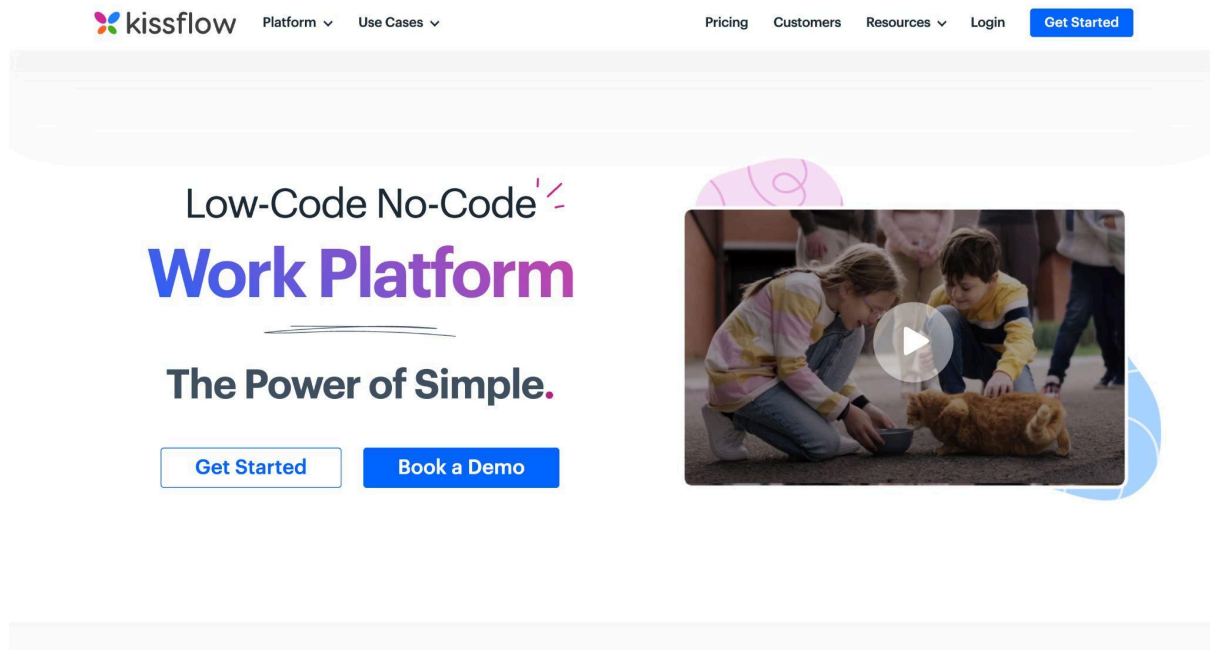 kissflow
Platform
Use Cases
Pricing
Customers
Resources
Login
Get Started
Low-Code No-Code
Work Platform
The Power of Simple.
Get Started
Book a Demo